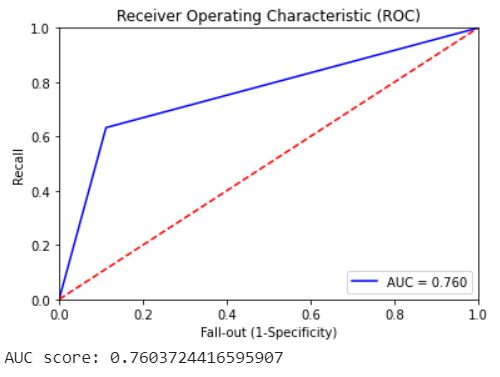 Receiver Operating Characteristic (ROC)
1.0
0.8
0.6
0.4
0.2
0.0
Recall
AUC = 0.760
0.0 0.2 0.4 0.6 0.8 1.0
Fall-out (1-Specificity)
AUC score: 0.7603724416595907